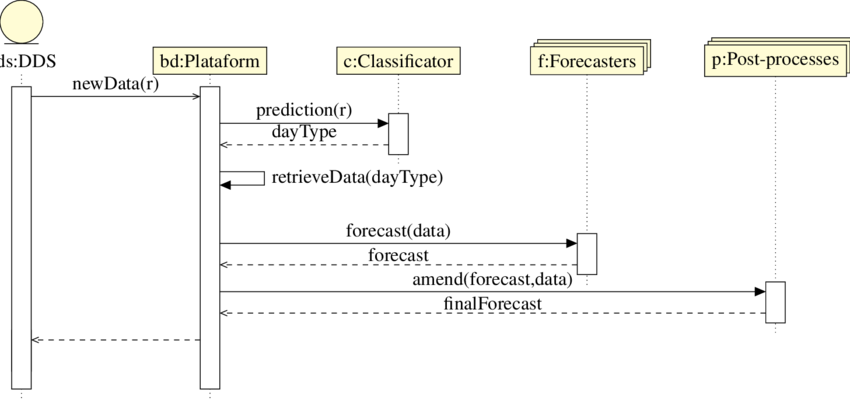 ds:DDS
bd:Plataform
c:Classificator
f:Forecasters
p:Post-processes
newData(r)
prediction(r)
dayType
retrieveData(dayType)
forecast(data)
forecast
amend(forecast,data)
finalForecast